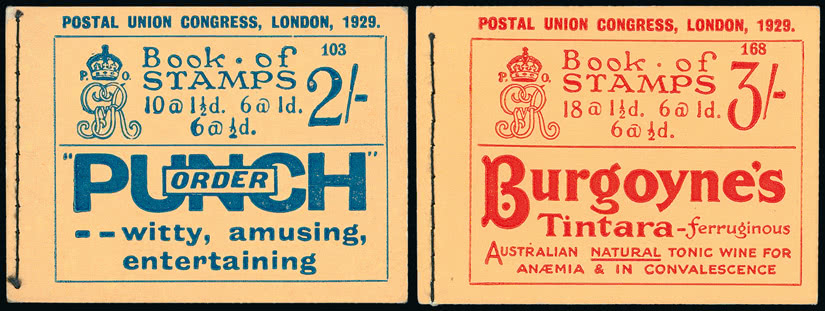 POSTAL UNION CONGRESS, LONDON, 1929.
103
P. O.
GRV
Book · of
STAMPS
10 @ 1½d. 6 @ 1d.
6 @ ½d.
2/-
"PUNCH"
ORDER
-- witty, amusing,
entertaining
POSTAL UNION CONGRESS, LONDON, 1929.
168
P. O.
GRV
Book · of
STAMPS
18 @ 1½d. 6 @ 1d.
6 @ ½d.
3/-
Burgoyne's
Tintara - ferruginous
AUSTRALIAN NATURAL TONIC WINE FOR
ANÆMIA & IN CONVALESCENCE